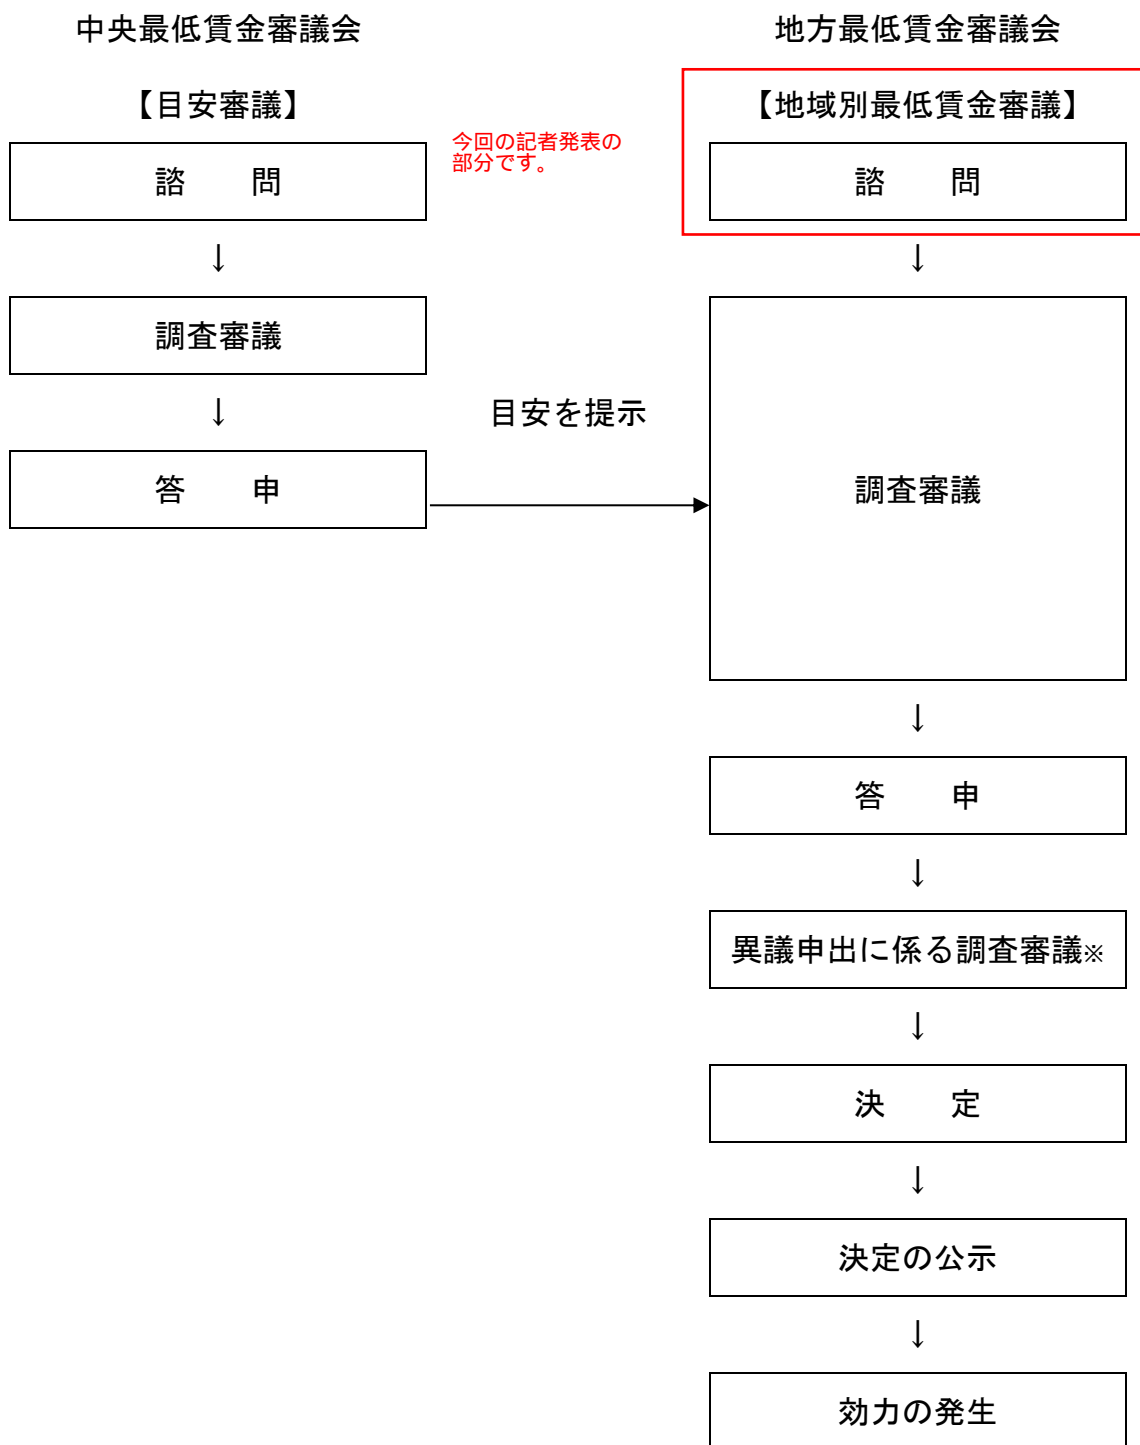 中央最低賃金審議会
地方最低賃金審議会
【目安審議】
【地域別最低賃金審議】
今回の記者発表の
部分です。
諮　　問
諮　　問
↓
↓
調査審議
↓
目安を提示
答　　申
調査審議
↓
答　　申
↓
異議申出に係る調査審議※
↓
決　　定
↓
決定の公示
↓
効力の発生